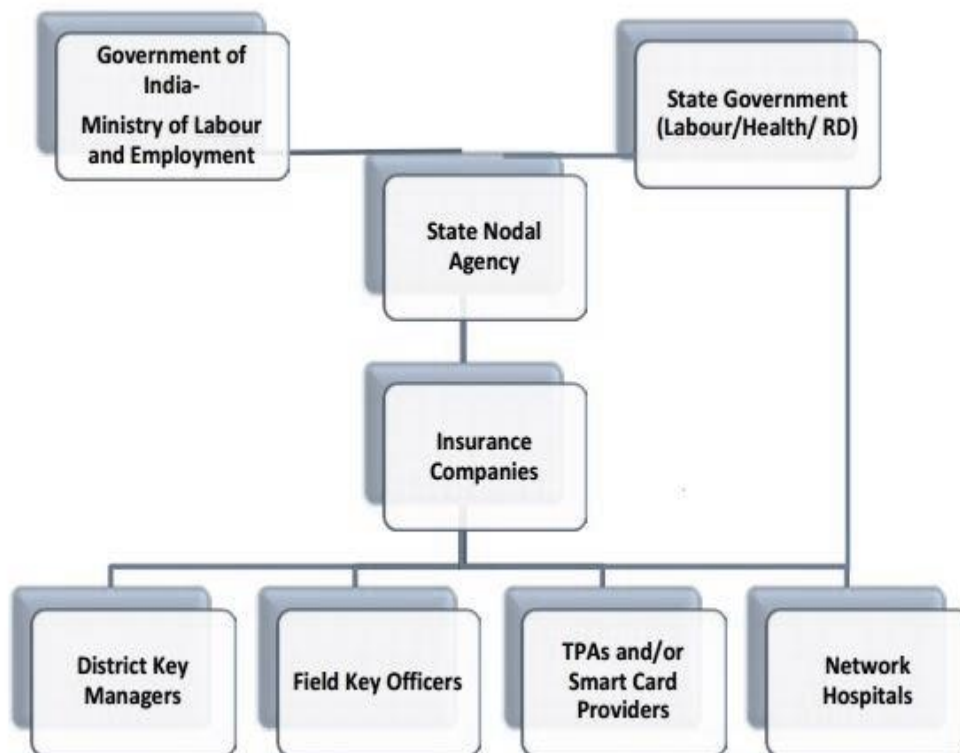 Government of
India-
Ministry of Labour
and Employment
State Government
(Labour/Health/ RD)
State Nodal
Agency
Insurance
Companies
District Key
Managers
Field Key Officers
TPAs and/or
Smart Card
Providers
Network
Hospitals